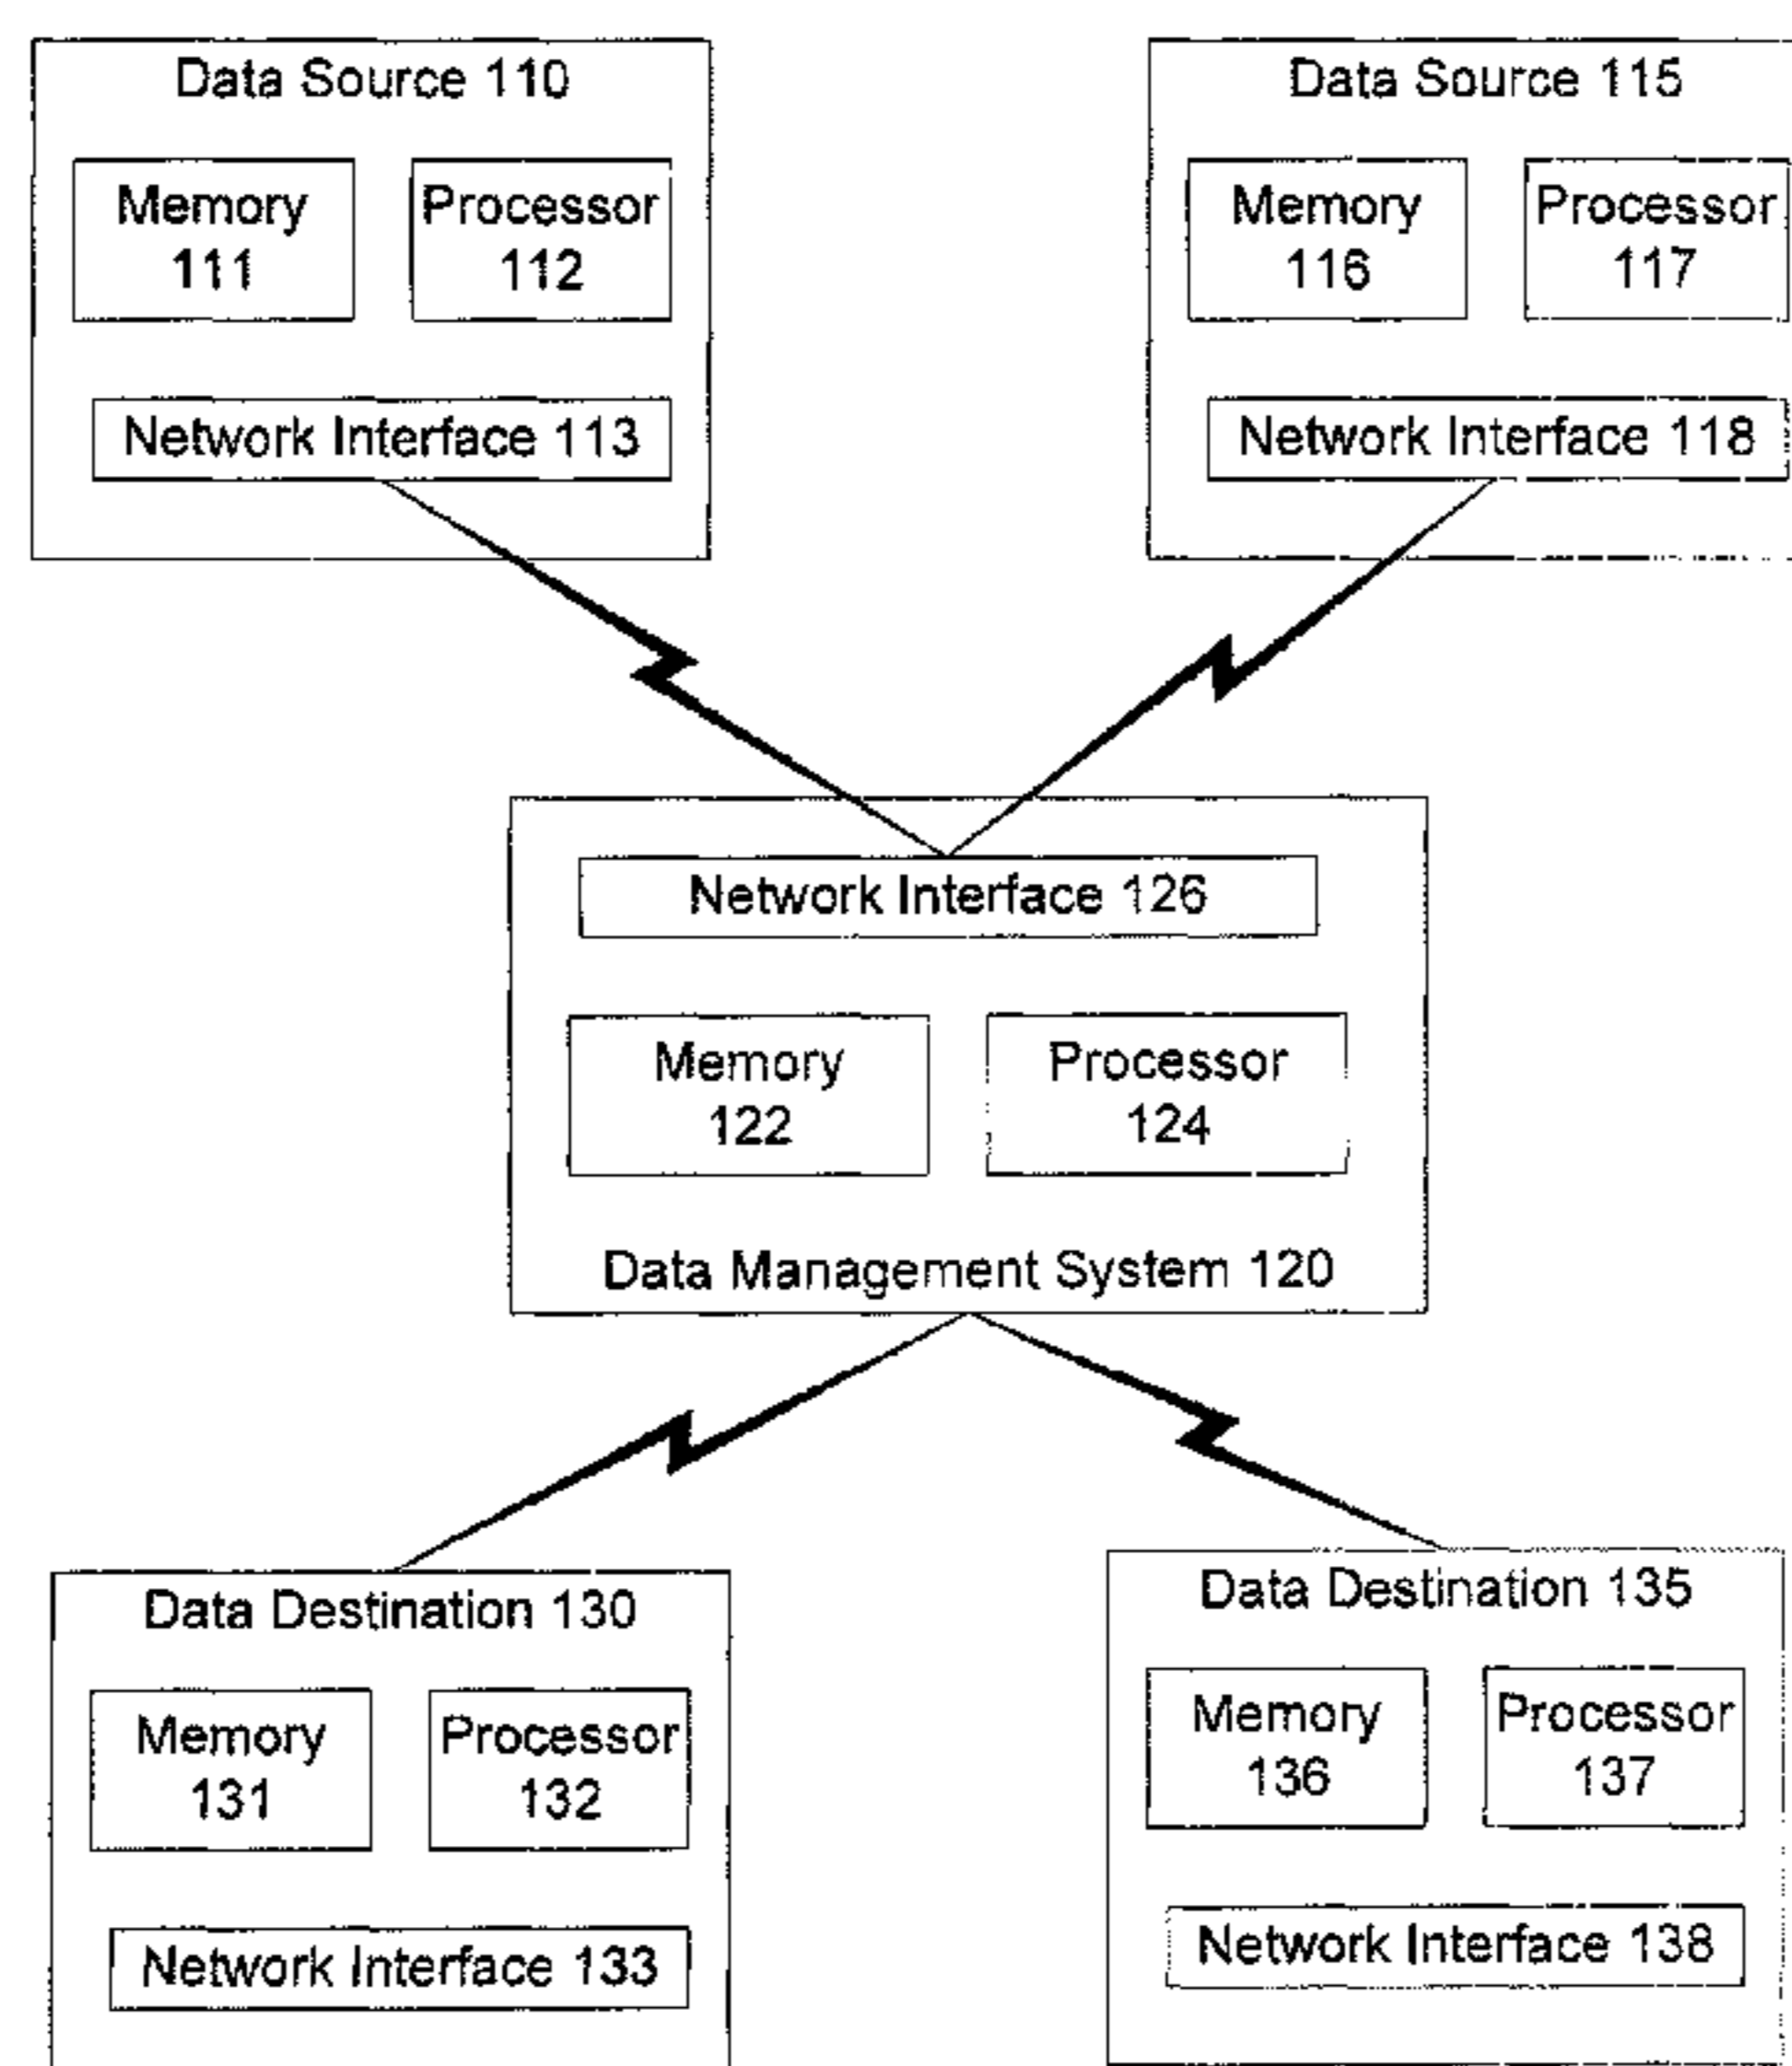 Data Source 110
Memory
111
Processor
112
Network Interface 113
Data Source 115
Memory
116
Processor
117
Network Interface 118
Network Interface 126
Memory
122
Processor
124
Data Management System 120
Data Destination 130
Memory
131
Processor
132
Network Interface 133
Data Destination 135
Memory
136
Processor
137
Network Interface 138